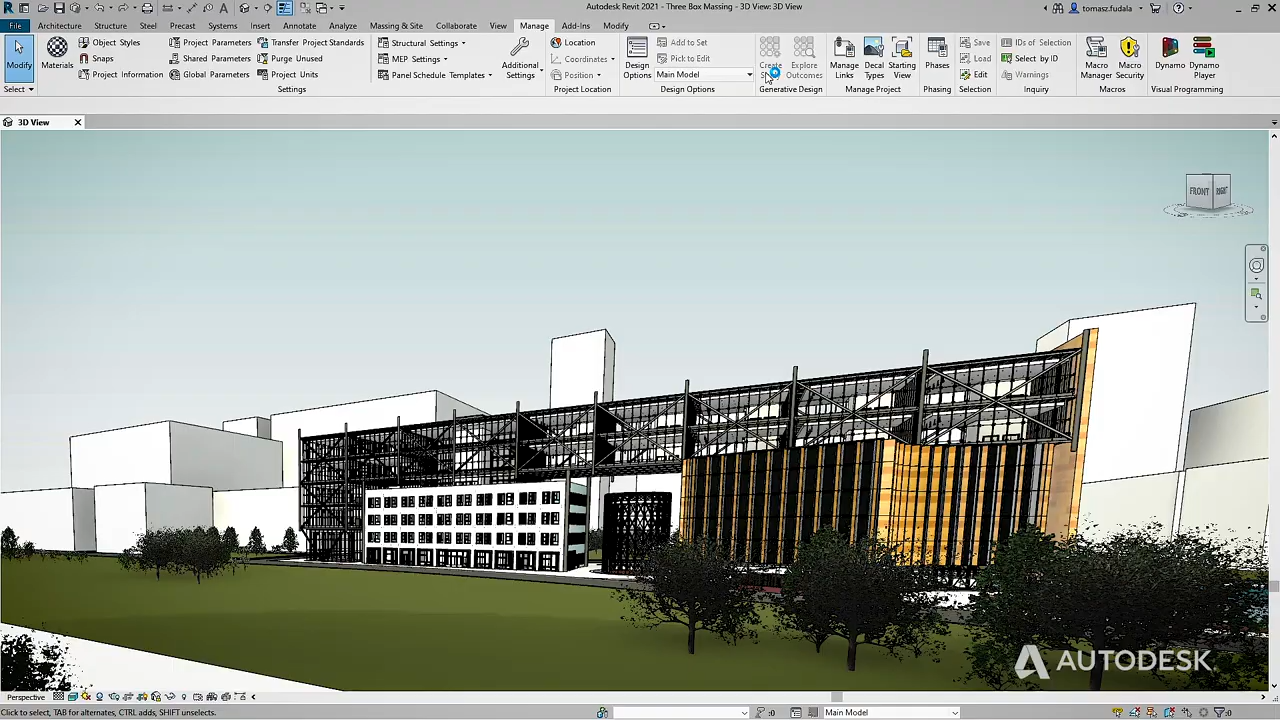 Autodesk Revit 2021 - Three Box Massing - 3D View: 3D View
tomasz.fudala
File Architecture Structure Steel Precast Systems Insert Annotate Analyze Massing & Site Collaborate View Manage Add-Ins Modify
Modify
Select
Materials
Object Styles
Snaps
Project Information
Project Parameters
Shared Parameters
Global Parameters
Transfer Project Standards
Purge Unused
Project Units
Structural Settings
MEP Settings
Panel Schedule Templates
Additional Settings
Settings
Location
Coordinates
Position
Project Location
Design Options
Add to Set
Pick to Edit
Main Model
Design Options
Create
Explore Outcomes
Generative Design
Manage Links
Decal Types
Starting View
Manage Project
Phases
Phasing
Save
Load
Edit
Selection
IDs of Selection
Select by ID
Warnings
Inquiry
Macro Manager
Macro Security
Macros
Dynamo
Dynamo Player
Visual Programming
3D View
FRONT
RIGHT
AUTODESK
Perspective
Click to select, TAB for alternates, CTRL adds, SHIFT unselects.
:0
Main Model
:0